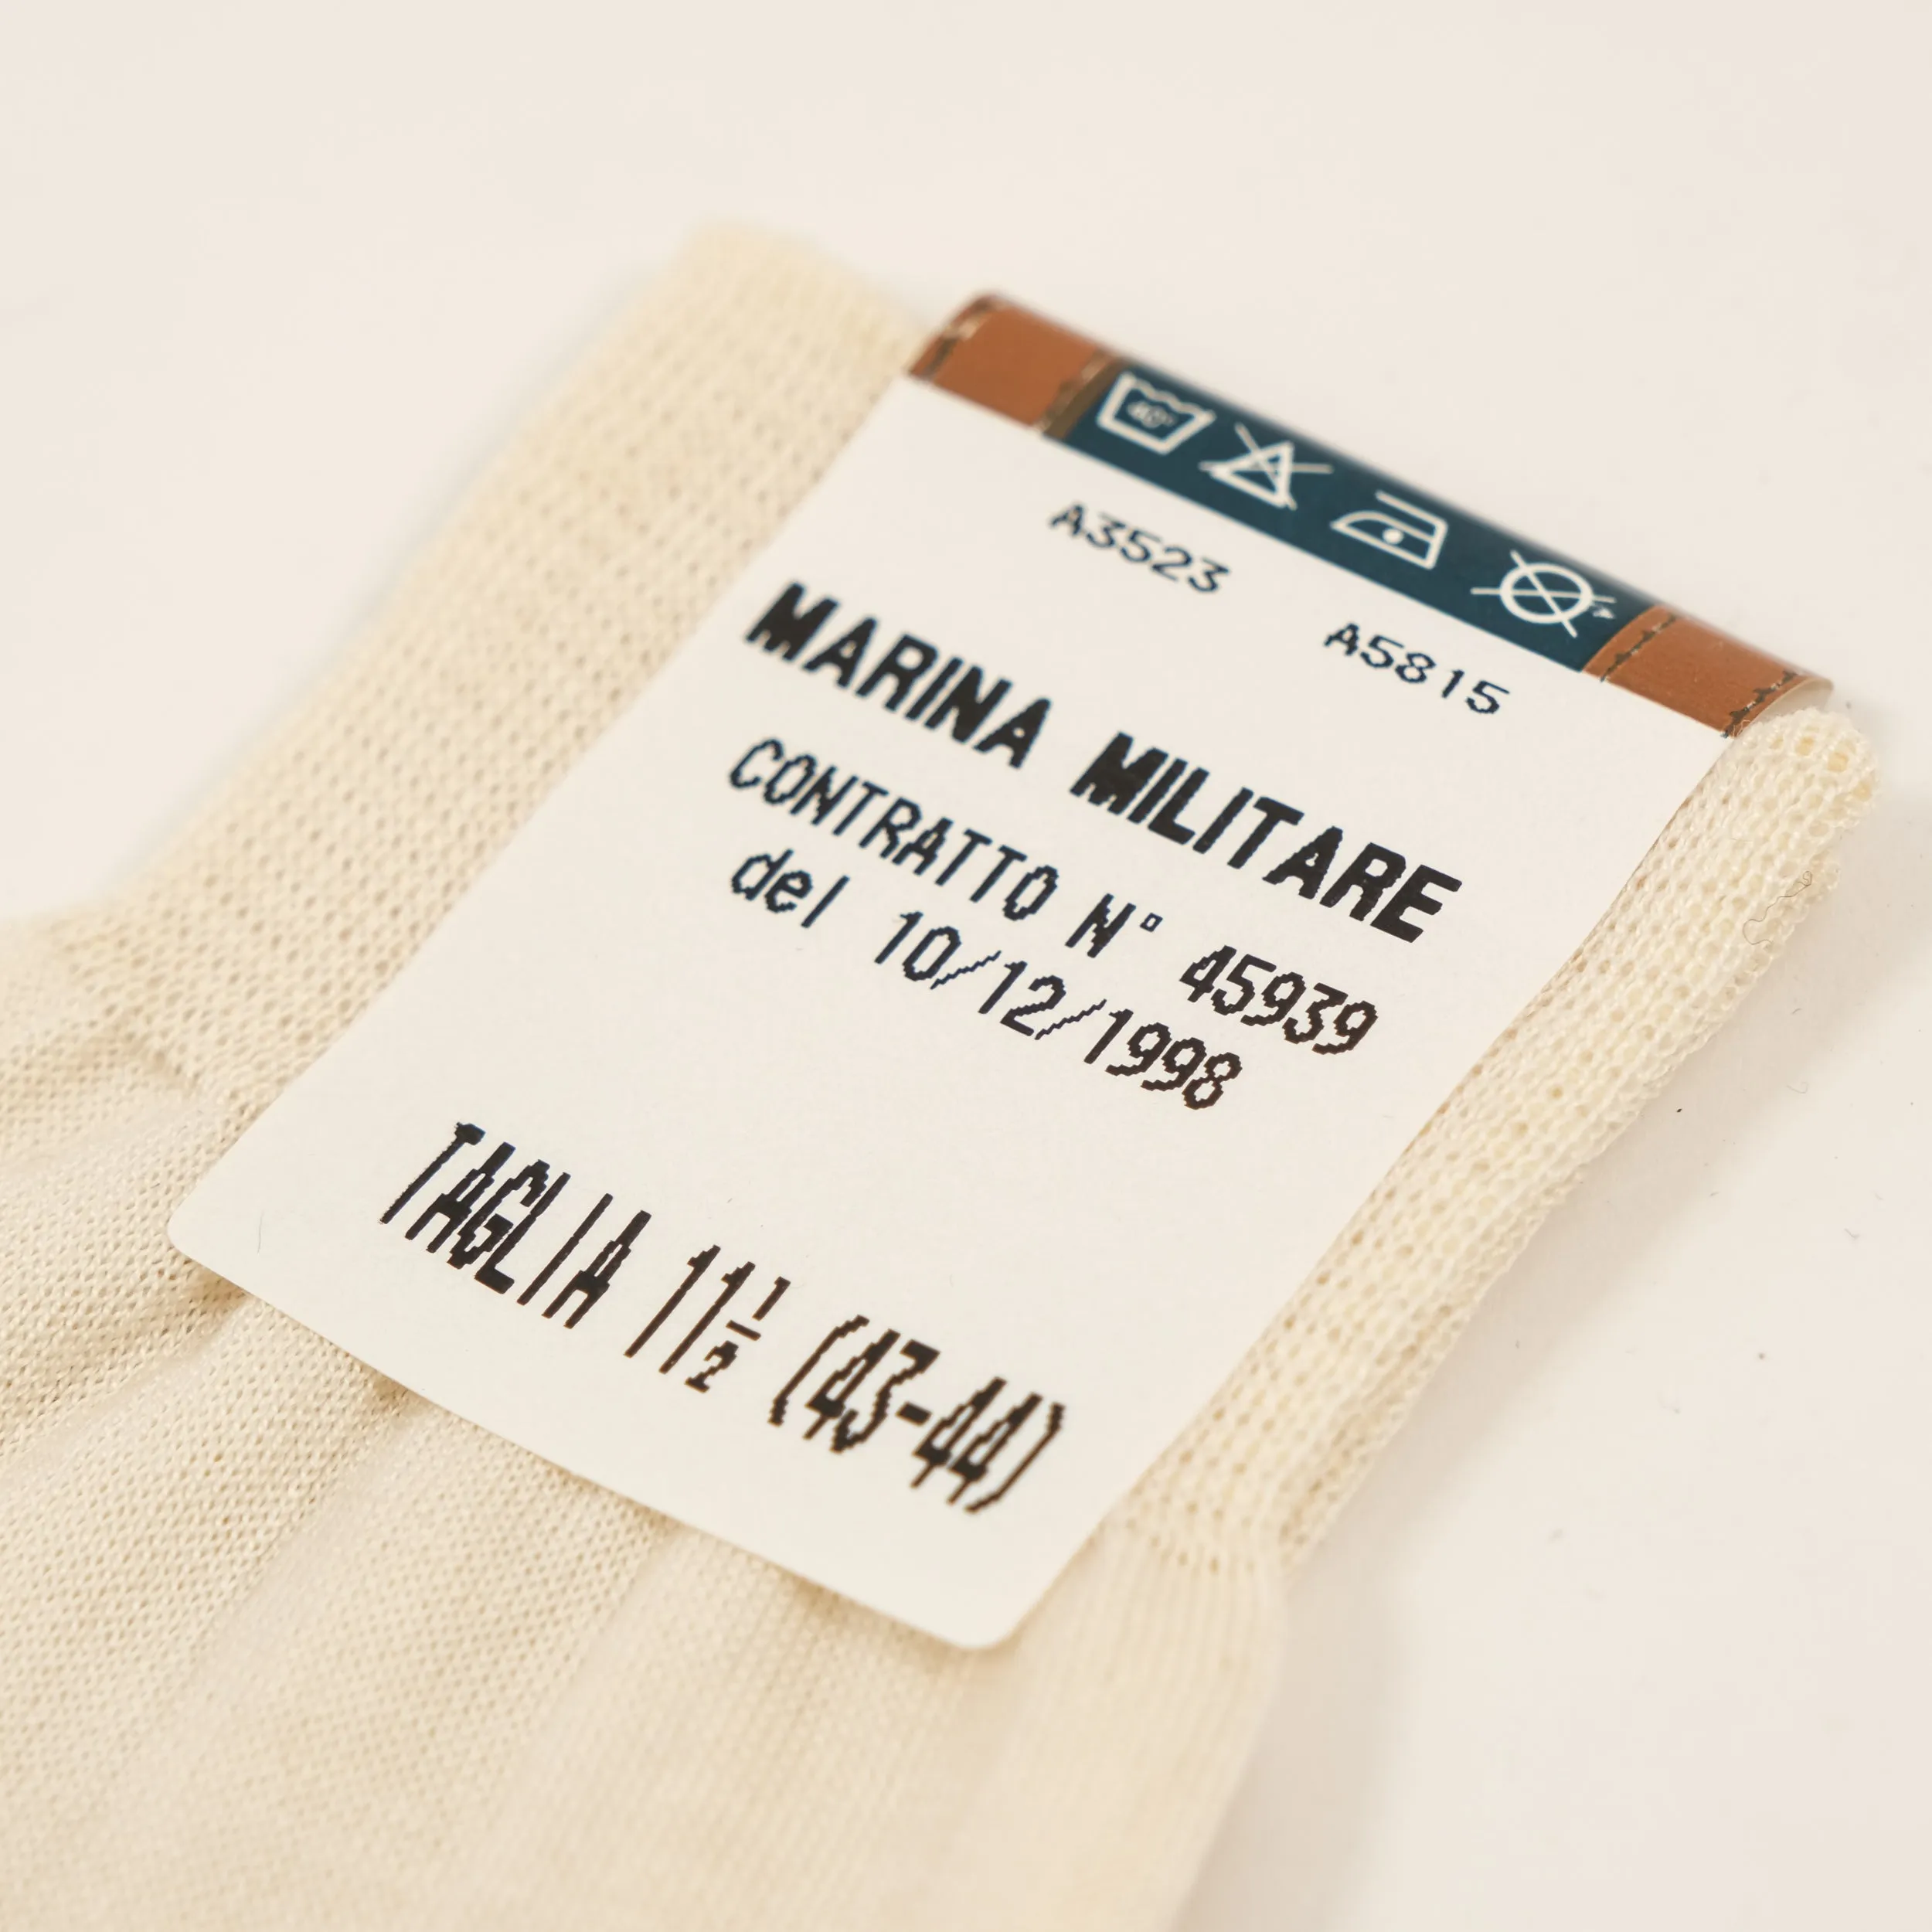 A3523 A5815
MARINA MILITARE
CONTRATTO N° 45939
del 10/12/1998
TAGLIA 11½ (43-44)